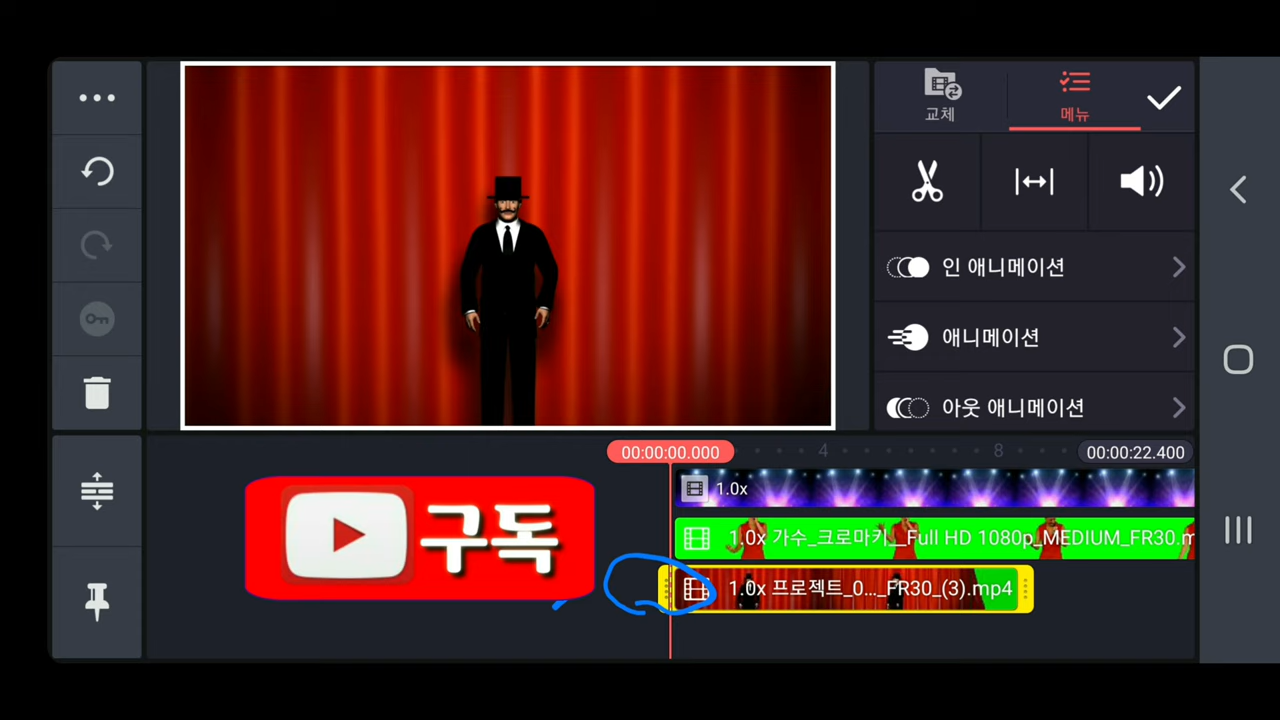 교체
메뉴
인 애니메이션
애니메이션
아웃 애니메이션
00:00:00.000
4
8
00:00:22.400
1.0x
구독
1.0x 가수_크로마키__Full HD 1080p_MEDIUM_FR30.m
1.0x 프로젝트_0..._FR30_(3).mp4